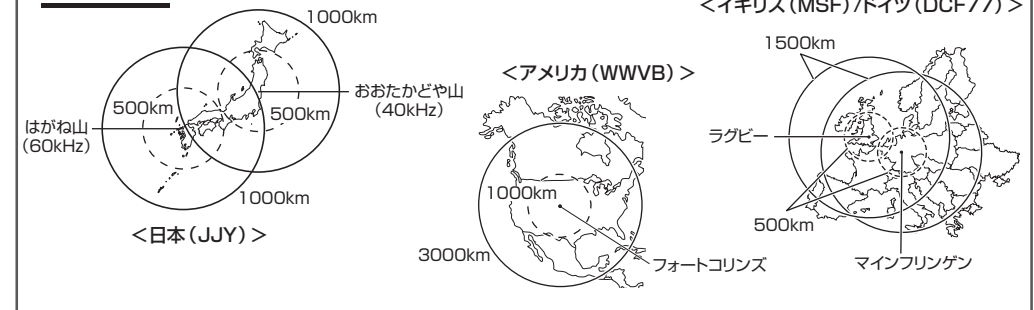 1000km
500km
500km
おおたかどや山
(40kHz)
はがね山
(60kHz)
1000km
<日本(JJY)>
<アメリカ(WWVB)>
1000km
3000km
フォートコリンズ
<イギリス(MSF)/ドイツ(DCF77)>
1500km
ラグビー
500km
マインフリンゲン